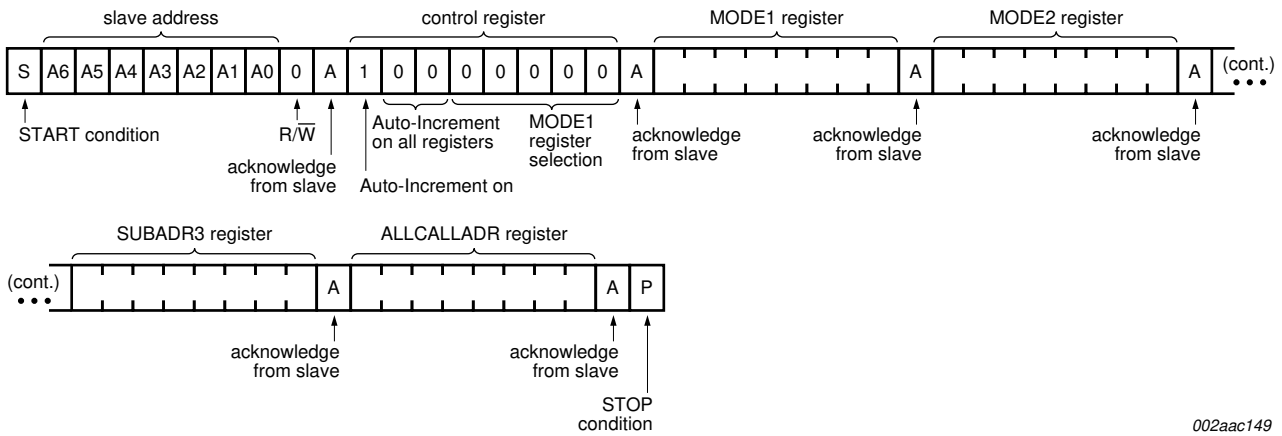 slave address control register MODE1 register MODE2 register
S A6 A5 A4 A3 A2 A1 A0 0 A 1 0 0 0 0 0 0 0 A A A (cont.)
START condition
R/W̅
acknowledge
from slave
Auto-Increment on
Auto-Increment
on all registers
MODE1
register
selection
acknowledge
from slave
acknowledge
from slave
acknowledge
from slave
SUBADR3 register ALLCALLADR register
(cont.) A A P
acknowledge
from slave
acknowledge
from slave
STOP
condition
002aac149